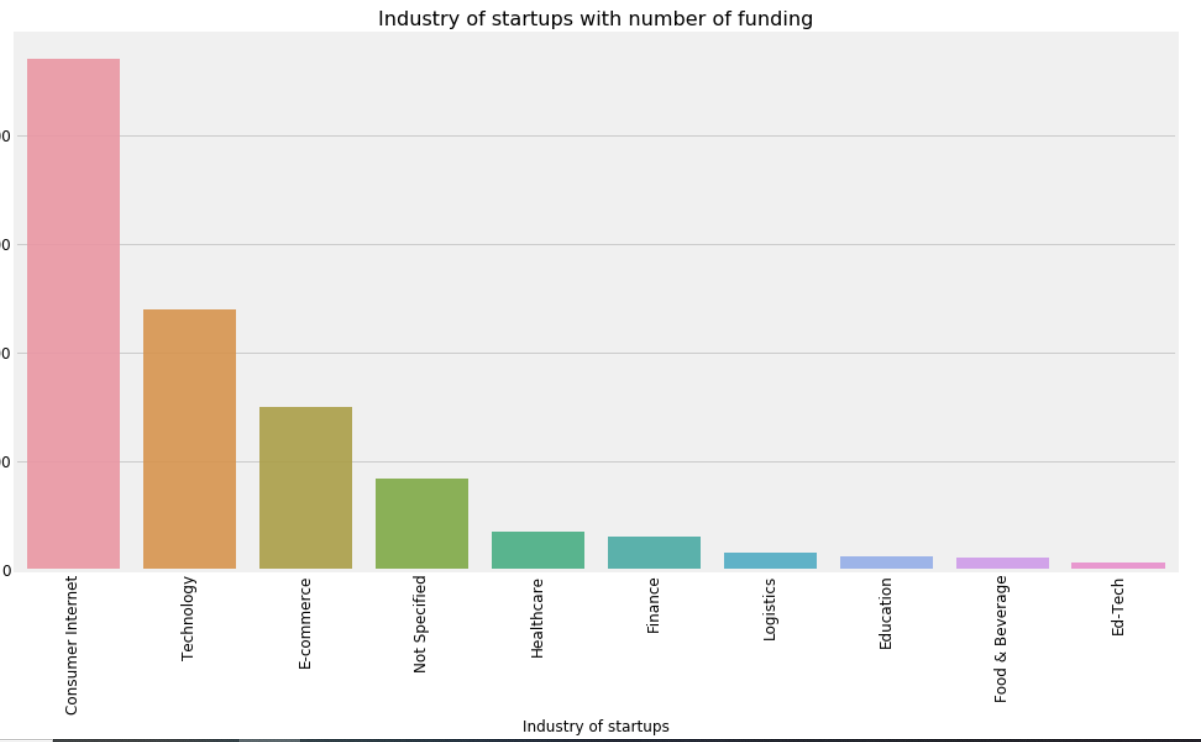 Industry of startups with number of funding
0
Consumer Internet
Technology
E-commerce
Not Specified
Healthcare
Finance
Logistics
Education
Food & Beverage
Ed-Tech
Industry of startups